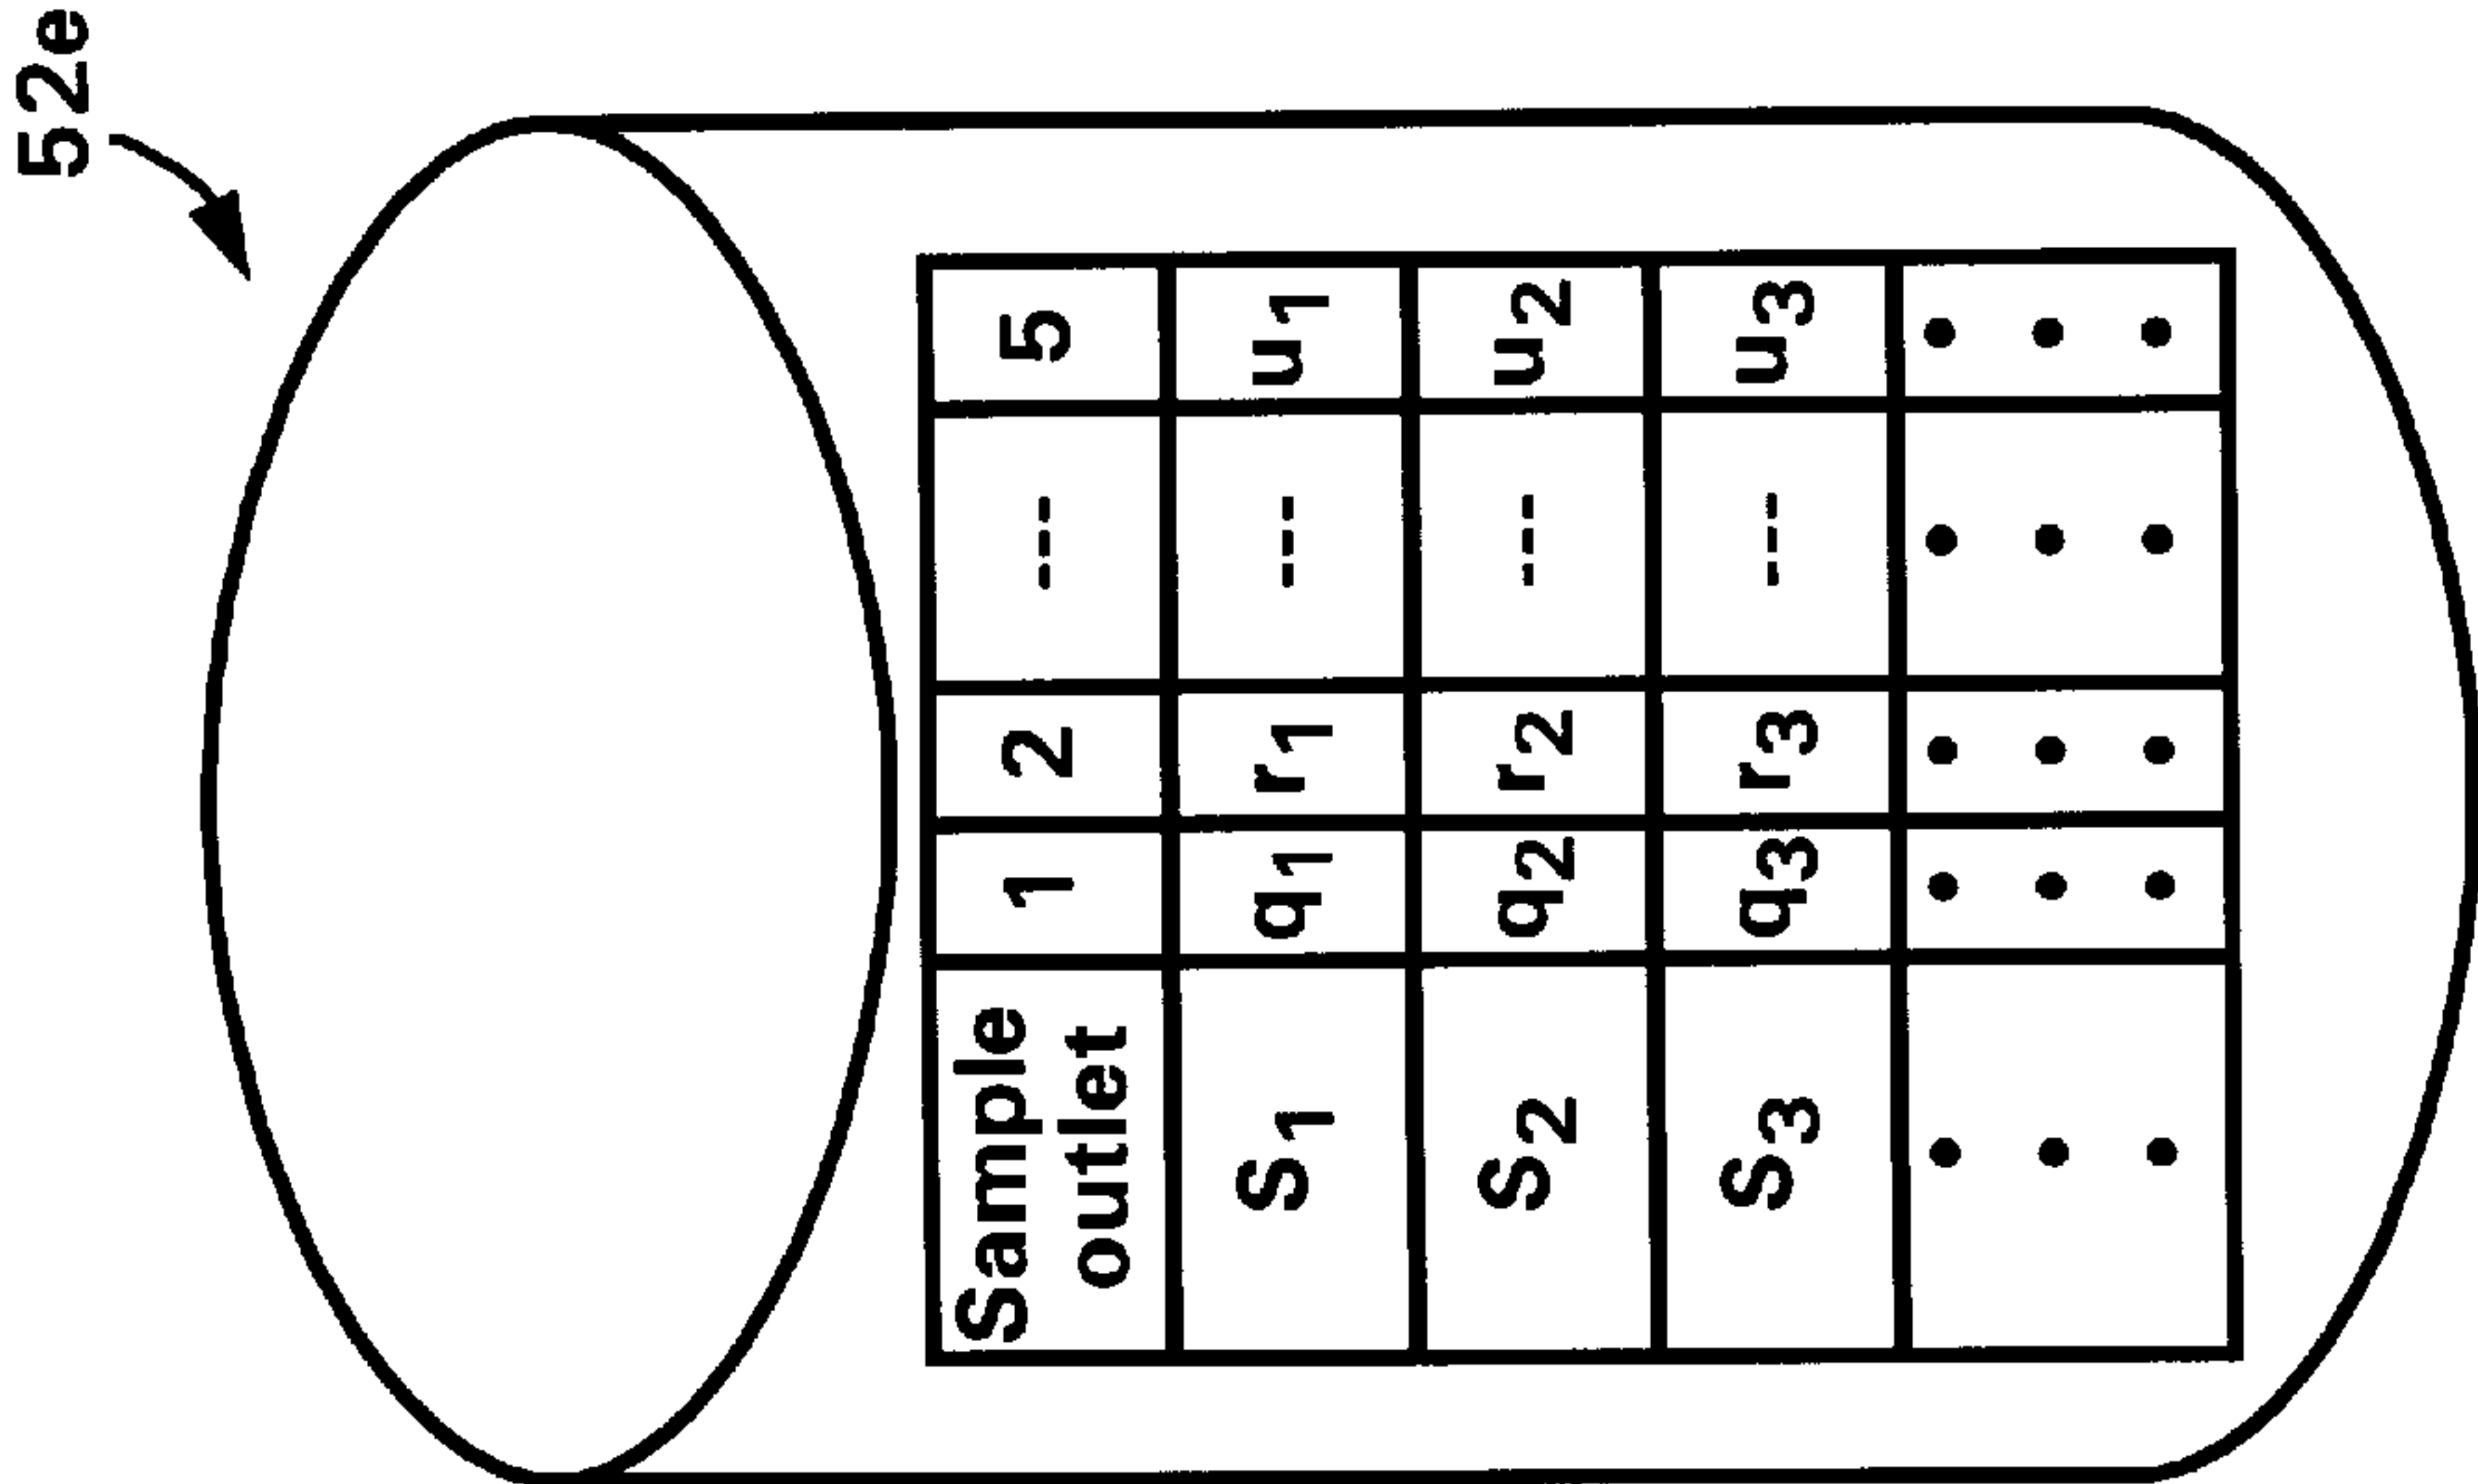 52e
Sample outlet 1 2 --- 5
S1 q1 r1 --- u1
S2 q2 r2 --- u2
S3 q3 r3 --- u3